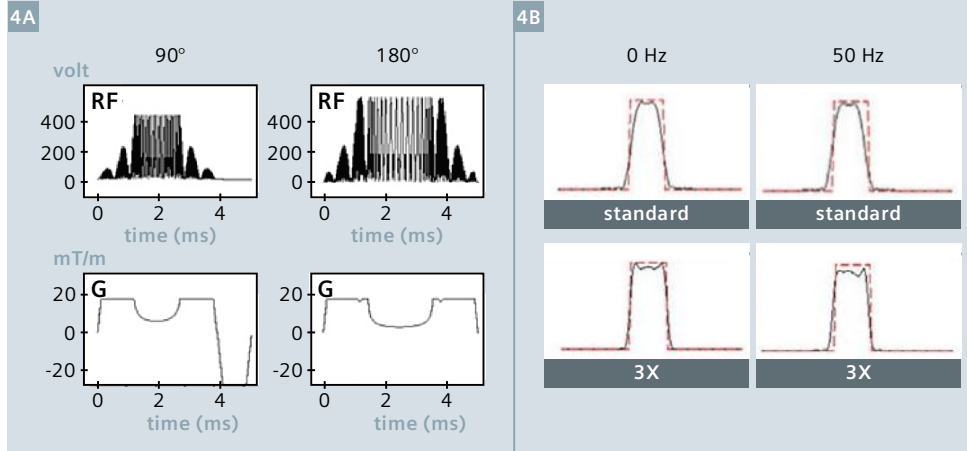 4A
90°
180°
volt
RF
400
200
0
0 2 4
time (ms)
RF
400
200
0
0 2 4
time (ms)
mT/m
G
20
0
-20
0 2 4
time (ms)
G
20
0
-20
0 2 4
time (ms)
4B
0 Hz
50 Hz
standard
standard
3X
3X